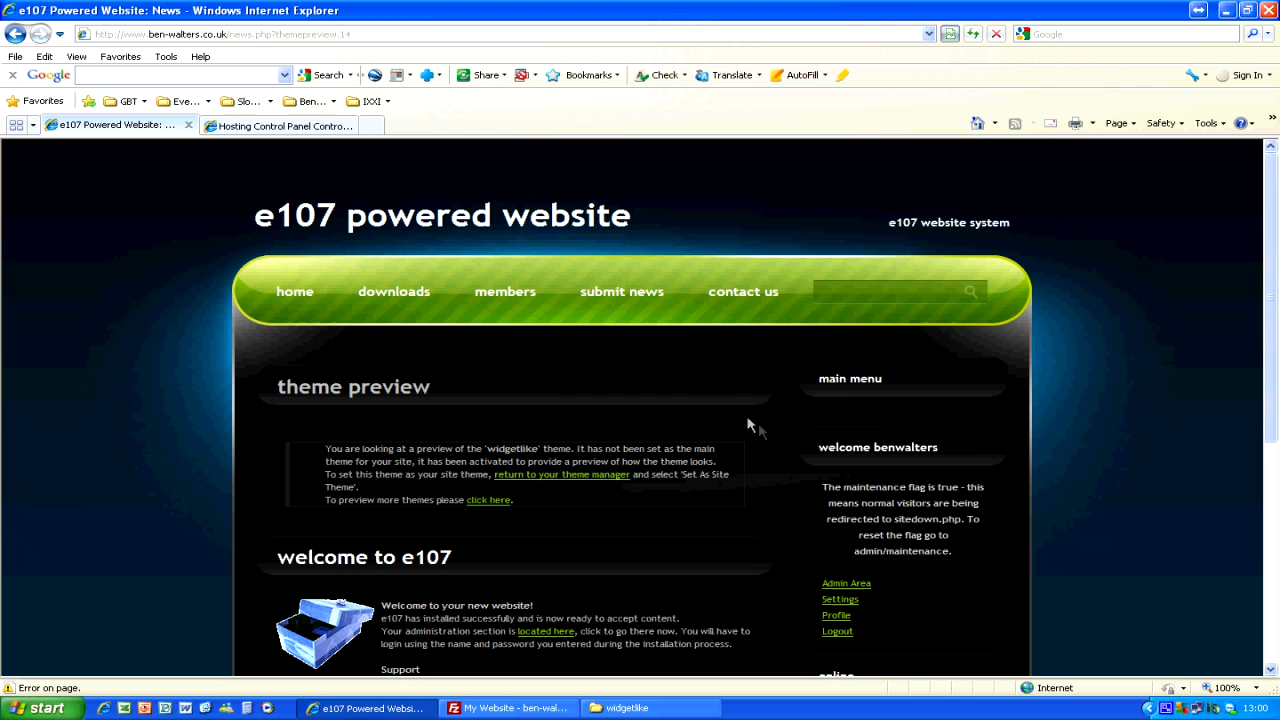 e107 Powered Website: News - Windows Internet Explorer
http://www.ben-walters.co.uk/news.php?themepreview.14
Google
File Edit View Favorites Tools Help
x Google Search Share Bookmarks Check Translate AutoFill Sign In
Favorites GBT Eve... Slo... Ben... IXXI
e107 Powered Website: ... Hosting Control Panel Contro... Page Safety Tools
e107 powered website
e107 website system
home downloads members submit news contact us
theme preview
You are looking at a preview of the 'widgetlike' theme. It has not been set as the main
theme for your site, it has been activated to provide a preview of how the theme looks.
To set this theme as your site theme, return to your theme manager and select 'Set As Site
Theme'.
To preview more themes please click here.
welcome to e107
Welcome to your new website!
e107 has installed successfully and is now ready to accept content.
Your administration section is located here, click to go there now. You will have to
login using the name and password you entered during the installation process.
Support
main menu
welcome benwalters
The maintenance flag is true - this
means normal visitors are being
redirected to sitedown.php. To
reset the flag go to
admin/maintenance.
Admin Area
Settings
Profile
Logout
Error on page. Internet 100%
start e107 Powered Websi... My Website - ben-wal... widgetlike 13:00